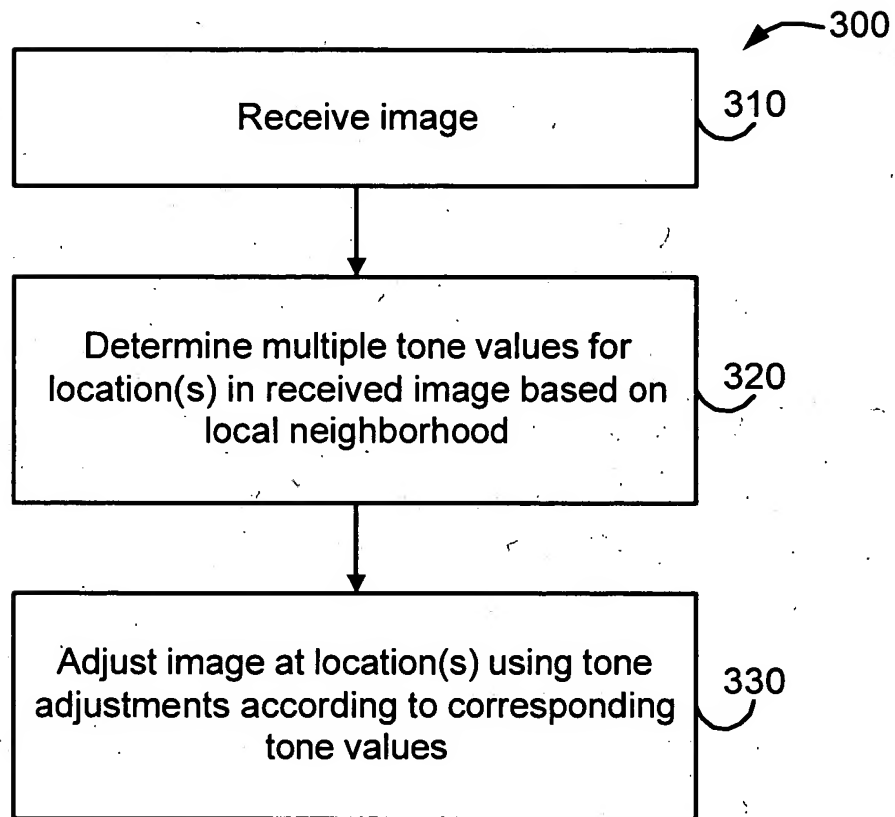 300
Receive image
310
Determine multiple tone values for
location(s) in received image based on
local neighborhood
320
Adjust image at location(s) using tone
adjustments according to corresponding
tone values
330